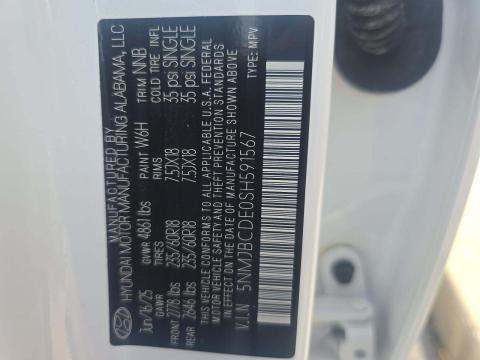 MANUFACTURED BY
HYUNDAI MOTOR MANUFACTURING ALABAMA, LLC
Jun/16/25 GVWR 4861 lbs PAINT W6H TRIM NNB
GAWR TIRES RIMS COLD TIRE INFL
FRONT 2778 lbs 235/60R18 7.5JX18 35 psi SINGLE
REAR 2646 lbs 235/60R18 7.5JX18 35 psi SINGLE
THIS VEHICLE CONFORMS TO ALL APPLICABLE U.S.A. FEDERAL
MOTOR VEHICLE SAFETY BUMPER, AND THEFT PREVENTION
STANDARDS IN EFFECT ON THE DATE OF MANUFACTURE SHOWN ABOVE
V.I.N 5NMJBCDE0SH591567 TYPE: MPV